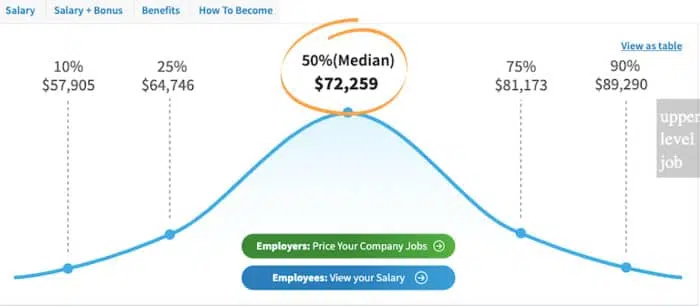 Salary Salary + Bonus Benefits How To Become
View as table
10%
$57,905
25%
$64,746
50%(Median)
$72,259
75%
$81,173
90%
$89,290
upper
level
job
Employers: Price Your Company Jobs
Employees: View your Salary